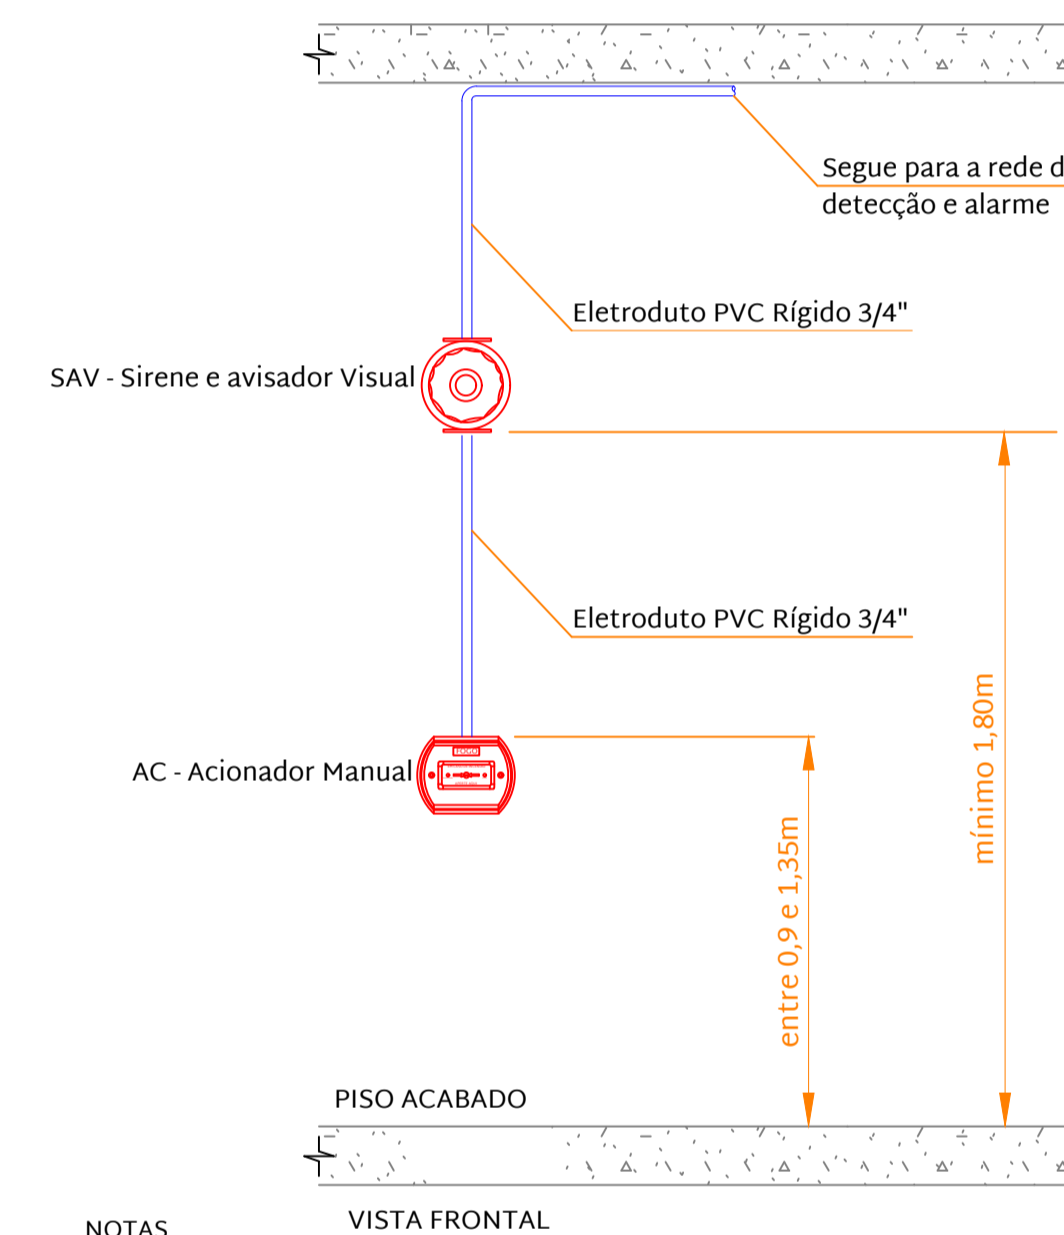 Segue para a rede d
detecção e alarme
Eletroduto PVC Rígido 3/4"
SAV - Sirene e avisador Visual
Eletroduto PVC Rígido 3/4"
mínimo 1,80m
FOGO
AC - Acionador Manual
entre 0,9 e 1,35m
PISO ACABADO
VISTA FRONTAL
NOTAS